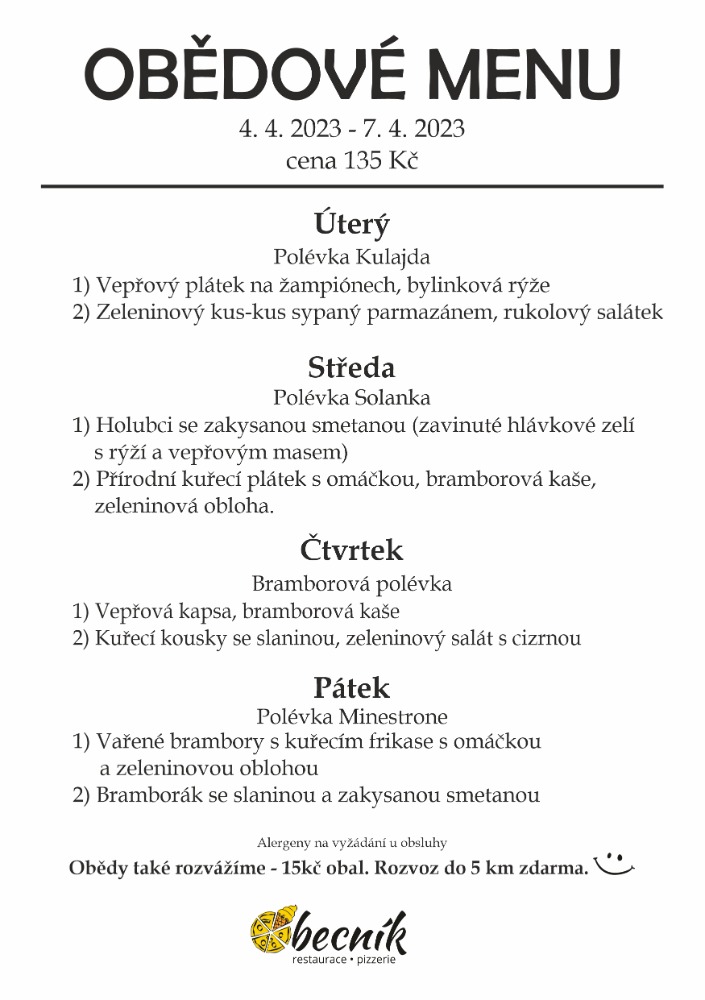 OBĚDOVÉ MENU
4. 4. 2023 - 7. 4. 2023
cena 135 Kč
Úterý
Polévka Kulajda
1) Vepřový plátek na žampiónech, bylinková rýže
2) Zeleninový kus-kus sypaný parmazánem, rukolový salátek
Středa
Polévka Solanka
1) Holubci se zakysanou smetanou (zavinuté hlávkové zelí
s rýží a vepřovým masem)
2) Přírodní kuřecí plátek s omáčkou, bramborová kaše,
zeleninová obloha.
Čtvrtek
Bramborová polévka
1) Vepřová kapsa, bramborová kaše
2) Kuřecí kousky se slaninou, zeleninový salát s cizrnou
Pátek
Polévka Minestrone
1) Vařené brambory s kuřecím frikase s omáčkou
a zeleninovou oblohou
2) Bramborák se slaninou a zakysanou smetanou
Alergeny na vyžádání u obsluhy
Obědy také rozvážíme - 15kč obal. Rozvoz do 5 km zdarma.
Obecník
restaurace • pizzerie